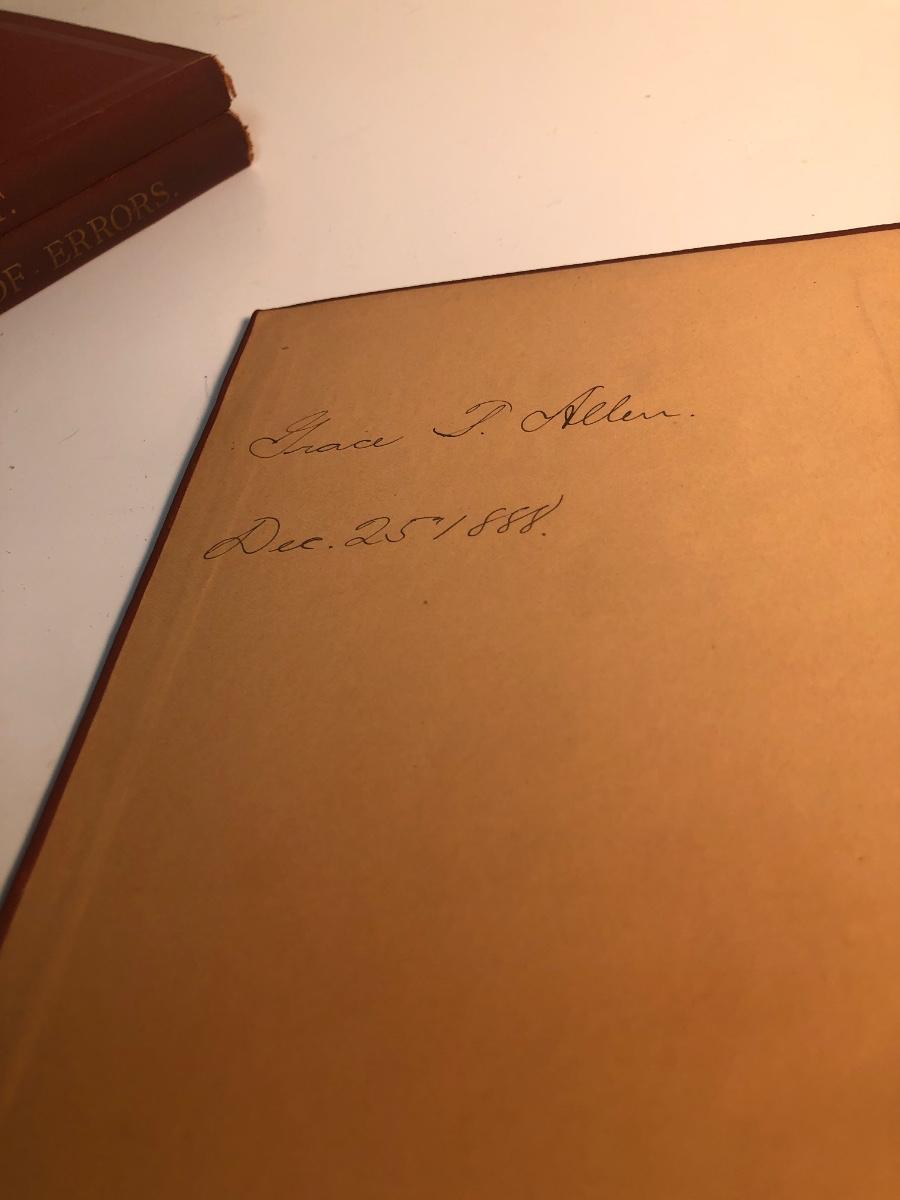 T.
OF ERRORS.
Grace T. Allen.
Dec. 25" 1888.